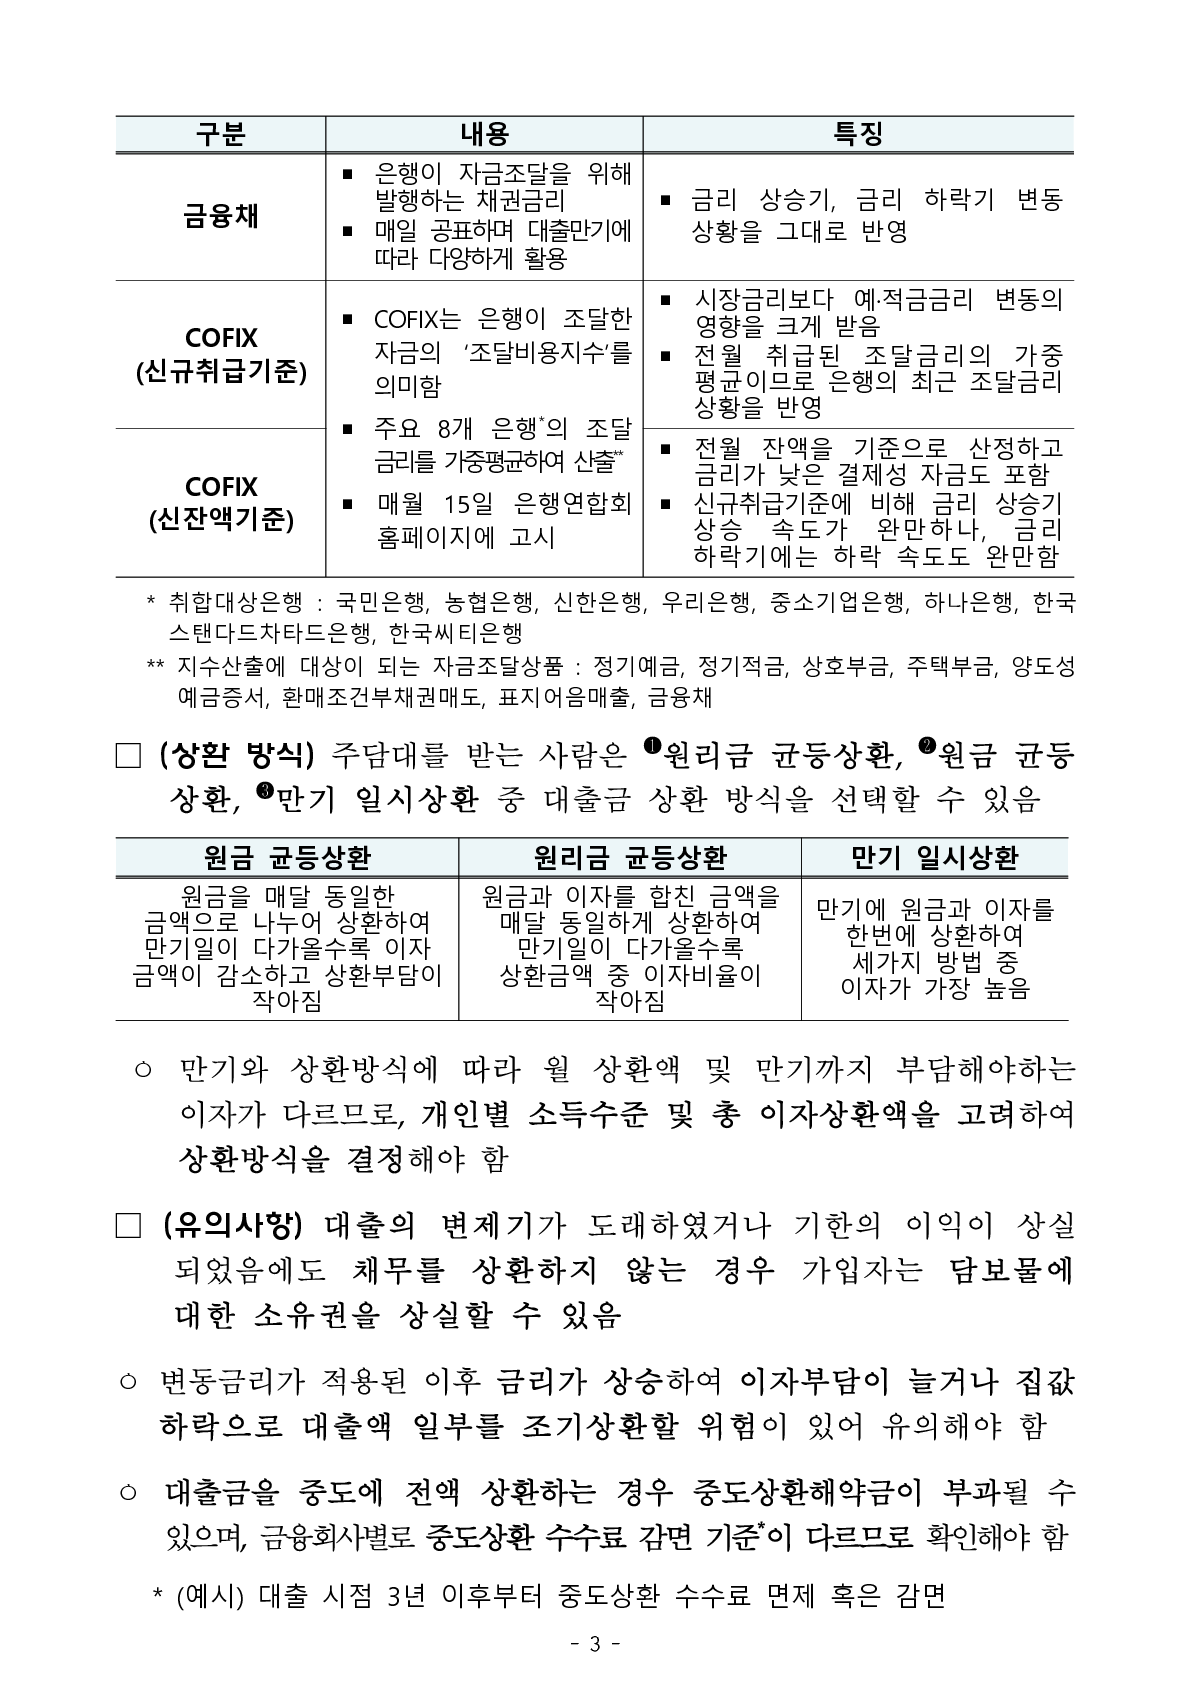 구분 내용 특징
금융채
▪ 은행이 자금조달을 위해
발행하는 채권금리
▪ 매일 공표하며 대출만기에
따라 다양하게 활용
▪ 금리 상승기, 금리 하락기 변동
상황을 그대로 반영
COFIX
(신규취급기준)
▪ COFIX는 은행이 조달한
자금의 ‘조달비용지수’를
의미함
▪ 주요 8개 은행*의 조달
금리를 가중평균하여 산출**
▪ 매월 15일 은행연합회
홈페이지에 고시
▪ 시장금리보다 예·적금금리 변동의
영향을 크게 받음
▪ 전월 취급된 조달금리의 가중
평균이므로 은행의 최근 조달금리
상황을 반영
COFIX
(신잔액기준)
▪ 전월 잔액을 기준으로 산정하고
금리가 낮은 결제성 자금도 포함
▪ 신규취급기준에 비해 금리 상승기
상승 속도가 완만하나, 금리
하락기에는 하락 속도도 완만함
* 취합대상은행 : 국민은행, 농협은행, 신한은행, 우리은행, 중소기업은행, 하나은행, 한국
스탠다드차타드은행, 한국씨티은행
** 지수산출에 대상이 되는 자금조달상품 : 정기예금, 정기적금, 상호부금, 주택부금, 양도성
예금증서, 환매조건부채권매도, 표지어음매출, 금융채
□ (상환 방식) 주담대를 받는 사람은 ❶원리금 균등상환, ❷원금 균등
상환, ❸만기 일시상환 중 대출금 상환 방식을 선택할 수 있음
원금 균등상환 원리금 균등상환 만기 일시상환
원금을 매달 동일한
금액으로 나누어 상환하여
만기일이 다가올수록 이자
금액이 감소하고 상환부담이
작아짐
원금과 이자를 합친 금액을
매달 동일하게 상환하여
만기일이 다가올수록
상환금액 중 이자비율이
작아짐
만기에 원금과 이자를
한번에 상환하여
세가지 방법 중
이자가 가장 높음
ㅇ 만기와 상환방식에 따라 월 상환액 및 만기까지 부담해야하는
이자가 다르므로, 개인별 소득수준 및 총 이자상환액을 고려하여
상환방식을 결정해야 함
□ (유의사항) 대출의 변제기가 도래하였거나 기한의 이익이 상실
되었음에도 채무를 상환하지 않는 경우 가입자는 담보물에
대한 소유권을 상실할 수 있음
ㅇ 변동금리가 적용된 이후 금리가 상승하여 이자부담이 늘거나 집값
하락으로 대출액 일부를 조기상환할 위험이 있어 유의해야 함
ㅇ 대출금을 중도에 전액 상환하는 경우 중도상환해약금이 부과될 수
있으며, 금융회사별로 중도상환 수수료 감면 기준*이 다르므로 확인해야 함
* (예시) 대출 시점 3년 이후부터 중도상환 수수료 면제 혹은 감면
- 3 -